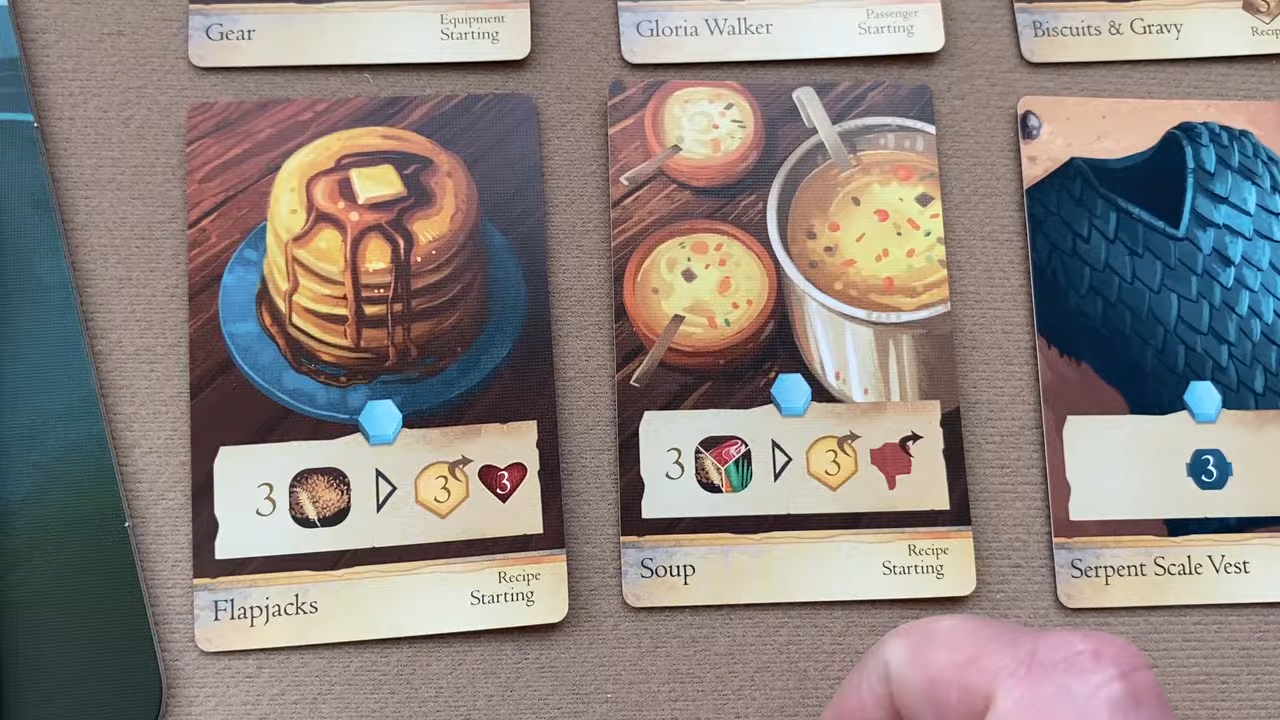 Gear
Equipment
Starting
Gloria Walker
Passenger
Starting
Biscuits & Gravy
3
3
3
3
Flapjacks
Recipe
Starting
3
3
Soup
Recipe
Starting
3
Serpent Scale Vest